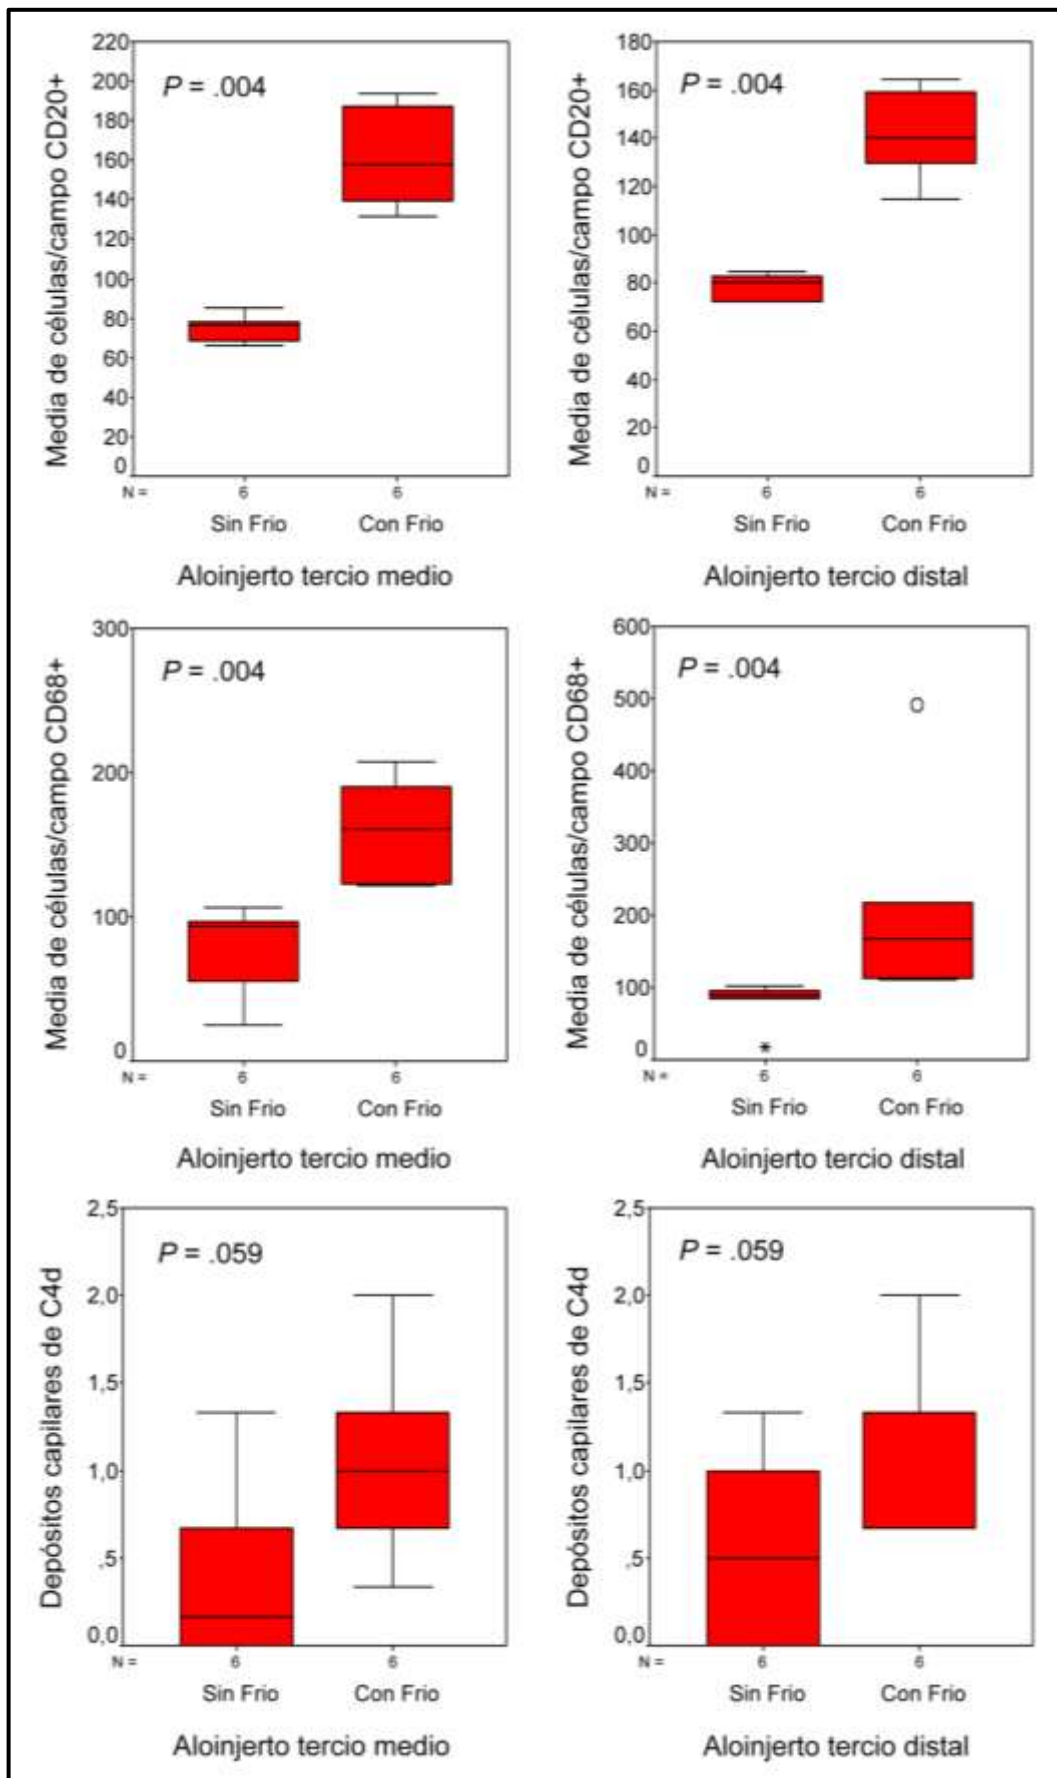 Media de células/campo CD20+
220
200
180
160
140
120
100
80
60
40
20
0
P = .004
N =
6
6
Sin Frio
Con Frio
Aloinjerto tercio medio
Media de células/campo CD20+
180
160
140
120
100
80
60
40
20
0
P = .004
N =
6
6
Sin Frio
Con Frio
Aloinjerto tercio distal
Media de células/campo CD68+
300
200
100
0
P = .004
N =
6
6
Sin Frio
Con Frio
Aloinjerto tercio medio
Media de células/campo CD68+
600
500
400
300
200
100
0
P = .004
N =
6
6
Sin Frio
Con Frio
Aloinjerto tercio distal
Depósitos capilares de C4d
2,5
2,0
1,5
1,0
,5
0,0
P = .059
N =
6
6
Sin Frio
Con Frio
Aloinjerto tercio medio
Depósitos capilares de C4d
2,5
2,0
1,5
1,0
,5
0,0
P = .059
N =
6
6
Sin Frio
Con Frio
Aloinjerto tercio distal